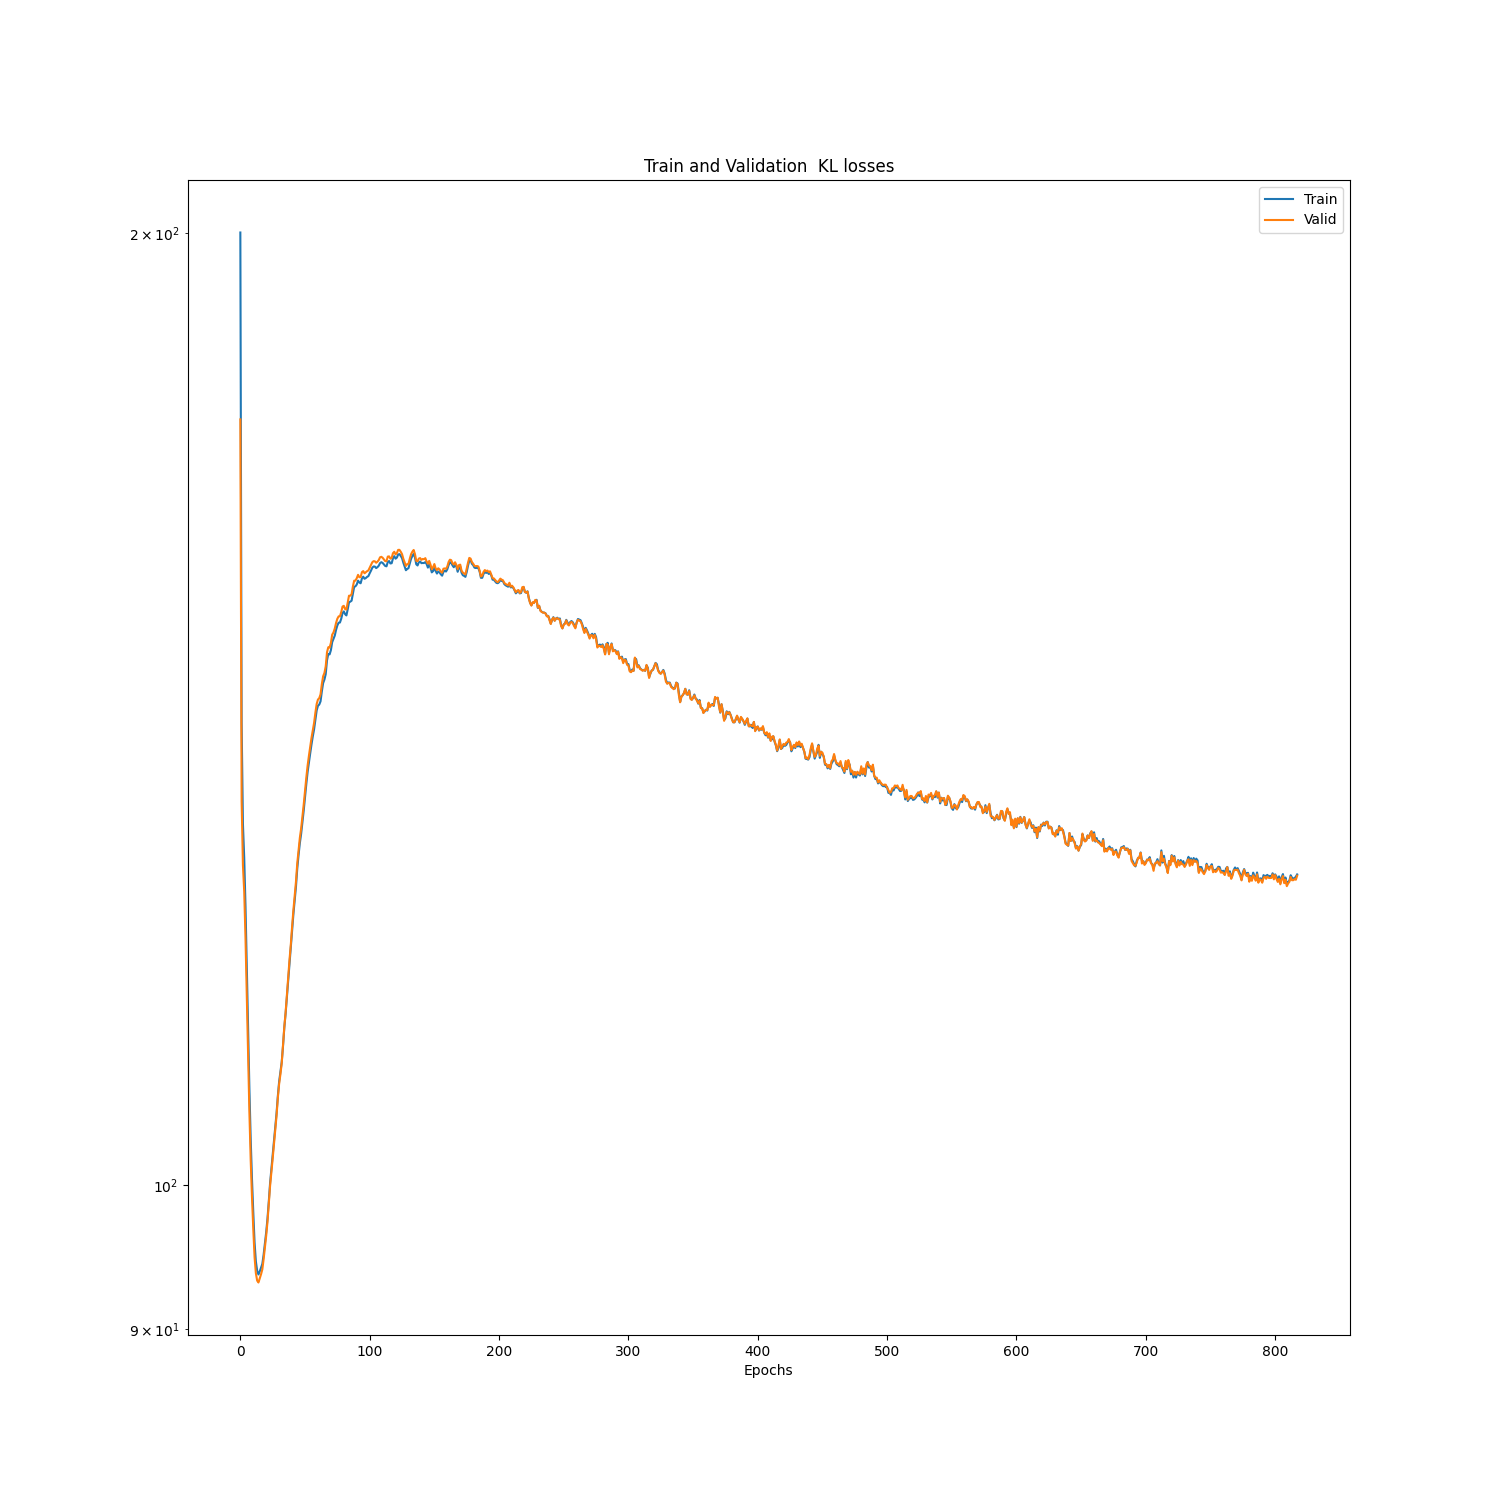 Train and Validation  KL losses
Train
Valid
2 × 10²
10²
9 × 10¹
0 100 200 300 400 500 600 700 800
Epochs